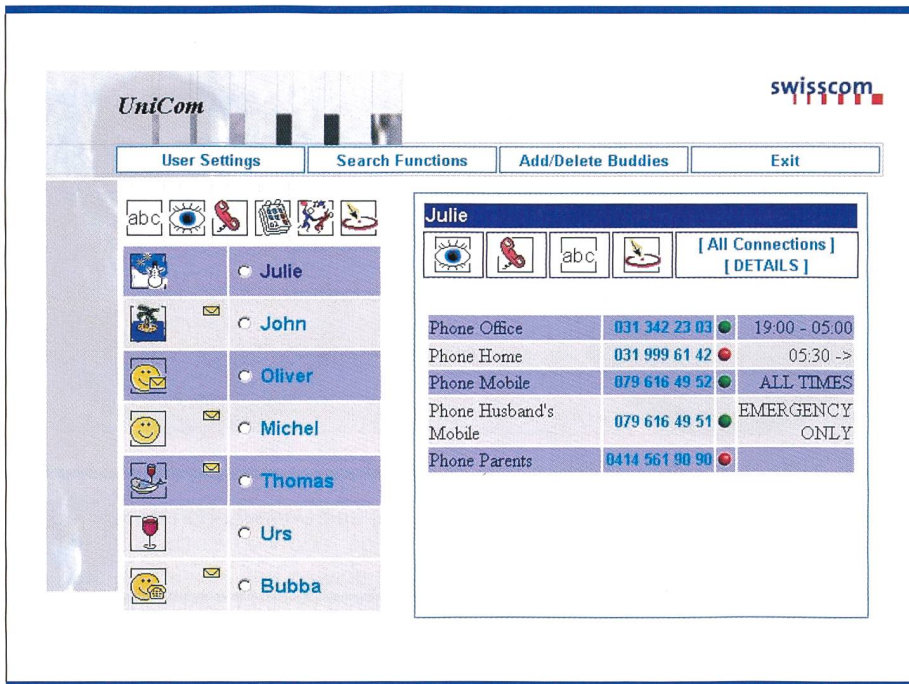 UniCom
swisscom
User Settings
Search Functions
Add/Delete Buddies
Exit
abc
Julie
John
Oliver
Michel
Thomas
Urs
Bubba
Julie
abc
[ All Connections ]
[ DETAILS ]
Phone Office 031 342 23 03 19:00 - 05:00
Phone Home 031 999 61 42 05:30 ->
Phone Mobile 079 616 49 52 ALL TIMES
Phone Husband's
Mobile 079 616 49 51 EMERGENCY
ONLY
Phone Parents 0414 561 90 90